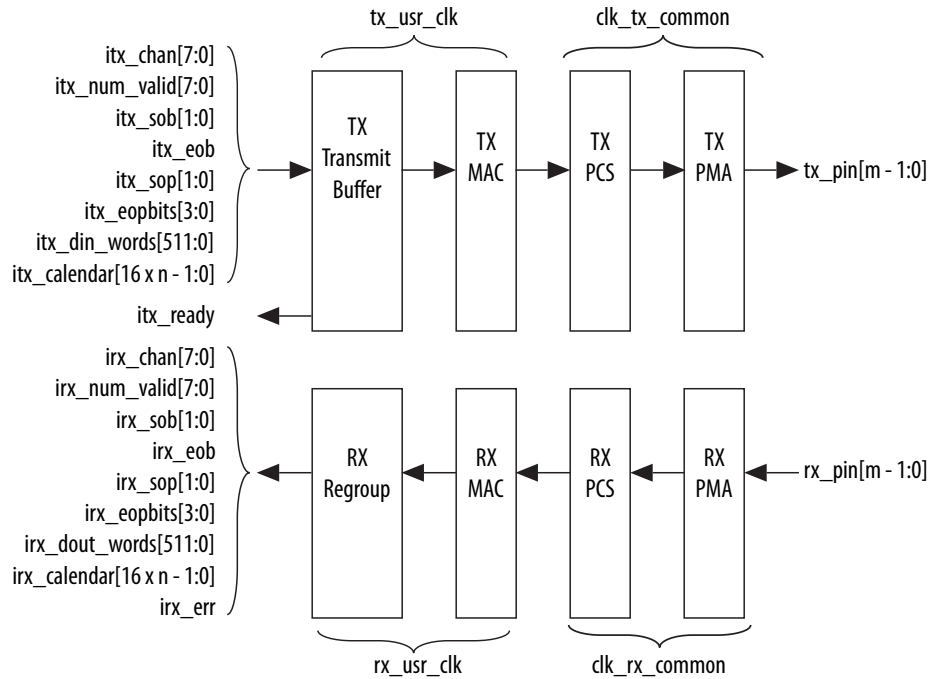 tx_usr_clk
clk_tx_common
itx_chan[7:0]
itx_num_valid[7:0]
itx_sob[1:0]
itx_eob
itx_sop[1:0]
itx_eopbits[3:0]
itx_din_words[511:0]
itx_calendar[16 x n - 1:0]
itx_ready
TX
Transmit
Buffer
TX
MAC
TX
PCS
TX
PMA
tx_pin[m - 1:0]
irx_chan[7:0]
irx_num_valid[7:0]
irx_sob[1:0]
irx_eob
irx_sop[1:0]
irx_eopbits[3:0]
irx_dout_words[511:0]
irx_calendar[16 x n - 1:0]
irx_err
RX
Regroup
RX
MAC
RX
PCS
RX
PMA
rx_pin[m - 1:0]
rx_usr_clk
clk_rx_common